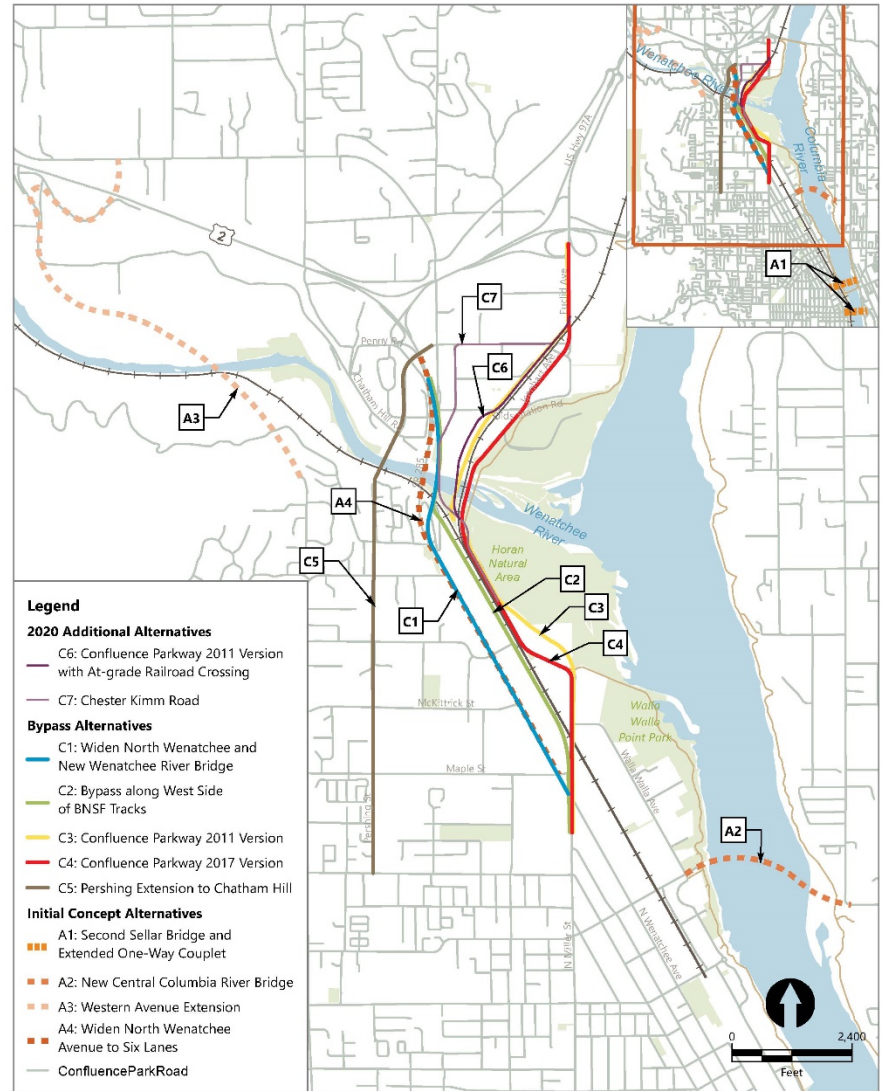 Wenatchee River
Columbia
River
A1
US Hwy 97A
2
Euclid Ave
C7
Penny Rd
C6
Chatham Hill R
Olds Station Rd
A3
SR 285
A4
Wenatchee
River
C5
Horan
Natural
Area
C2
C1
C3
C4
McKittrick St
Walla
Walla
Point Park
Maple St
Walla Walla Ave
Pershing St
A2
N Miller St
N Wenatchee Ave
Legend
2020 Additional Alternatives
C6: Confluence Parkway 2011 Version
with At-grade Railroad Crossing
C7: Chester Kimm Road
Bypass Alternatives
C1: Widen North Wenatchee and
New Wenatchee River Bridge
C2: Bypass along West Side
of BNSF Tracks
C3: Confluence Parkway 2011 Version
C4: Confluence Parkway 2017 Version
C5: Pershing Extension to Chatham Hill
Initial Concept Alternatives
A1: Second Sellar Bridge and
Extended One-Way Couplet
A2: New Central Columbia River Bridge
A3: Western Avenue Extension
A4: Widen North Wenatchee
Avenue to Six Lanes
ConfluenceParkRoad
0 2,400
Feet